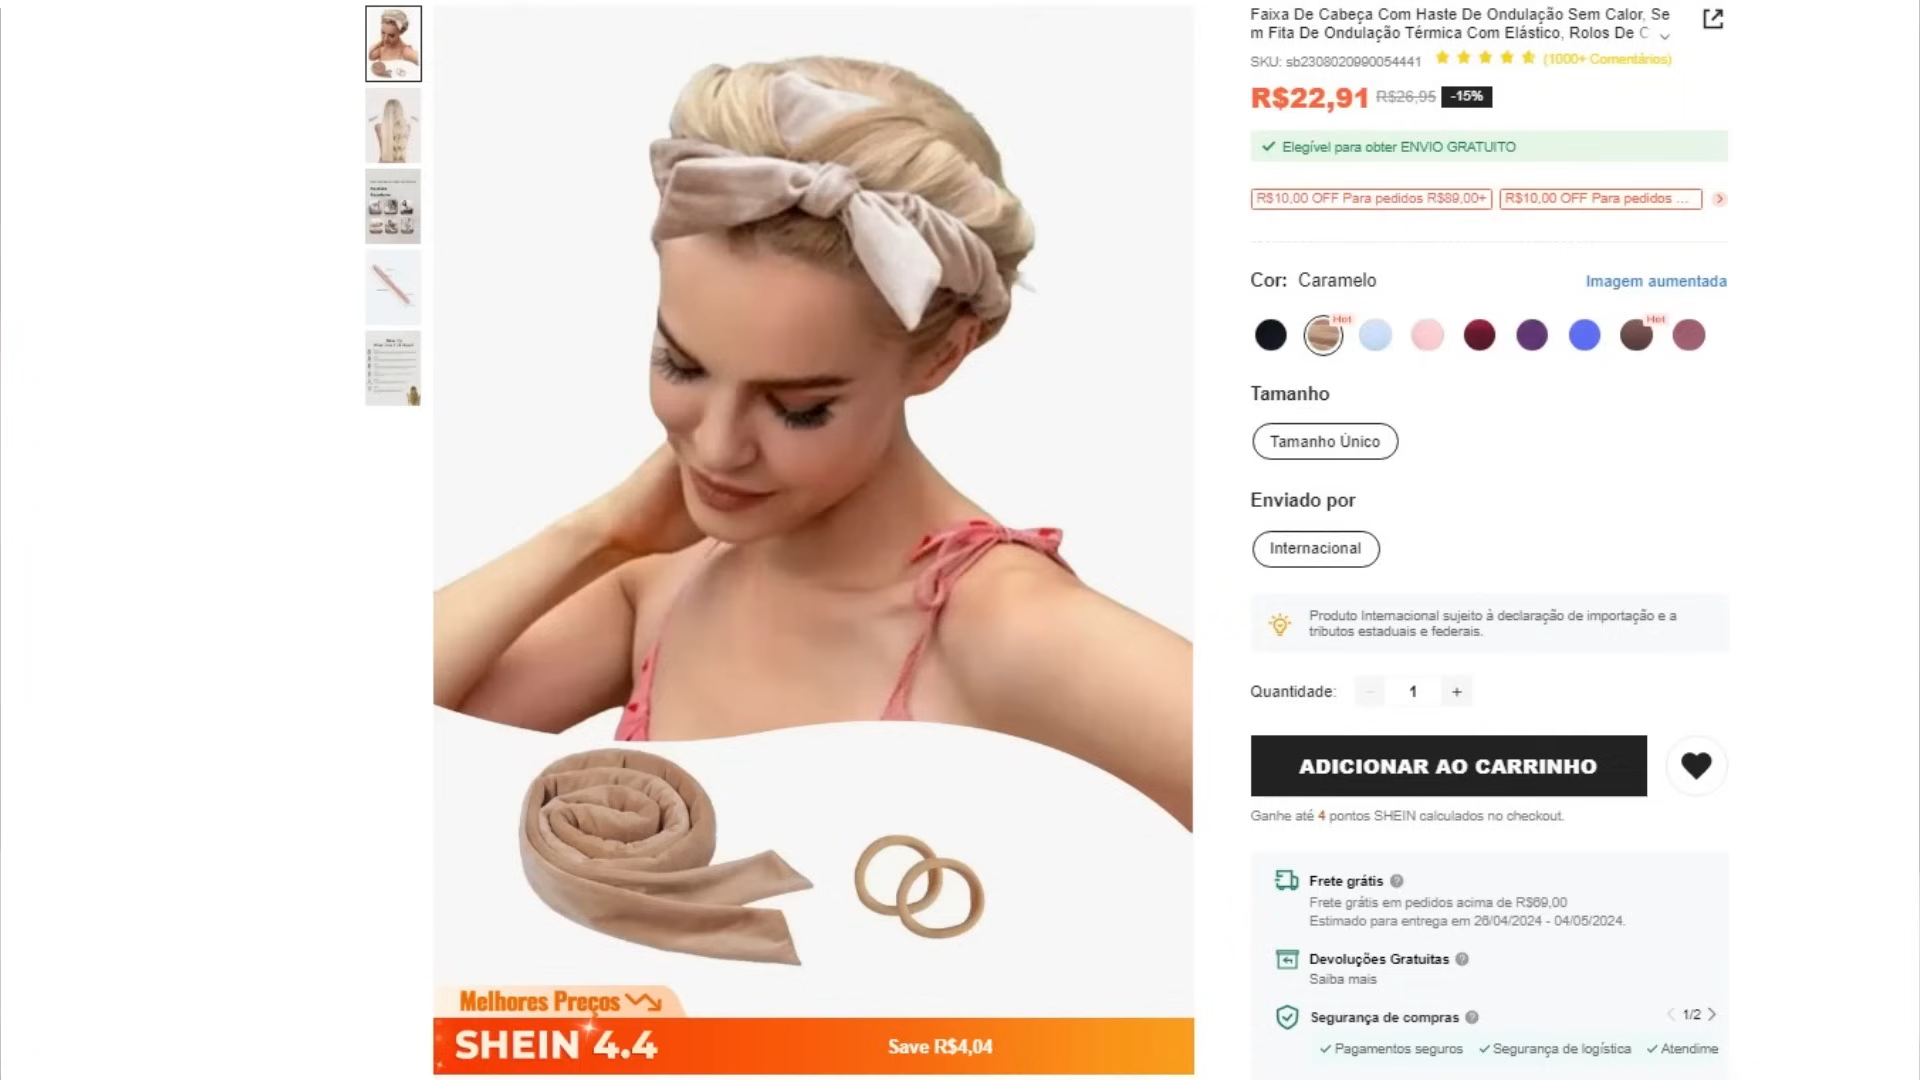 Faixa De Cabeça Com Haste De Ondulação Sem Calor, Se
m Fita De Ondulação Térmica Com Elástico, Rolos De C
SKU: sb2308020990054441 (1000+ Comentários)
R$22,91 R$26,95 -15%
Elegível para obter ENVIO GRATUITO
R$10,00 OFF Para pedidos R$89,00+ R$10,00 OFF Para pedidos ...
Cor: Caramelo Imagem aumentada
Hot Hot
Tamanho
Tamanho Único
Enviado por
Internacional
Produto Internacional sujeito à declaração de importação e a
tributos estaduais e federais.
Quantidade: - 1 +
ADICIONAR AO CARRINHO
Ganhe até 4 pontos SHEIN calculados no checkout.
Frete grátis ?
Frete grátis em pedidos acima de R$69,00
Estimado para entrega em 26/04/2024 - 04/05/2024.
Devoluções Gratuitas ?
Saiba mais
Segurança de compras ? 1/2
Pagamentos seguros Segurança de logística Atendime
Melhores Preços
SHEIN 4.4 Save R$4,04